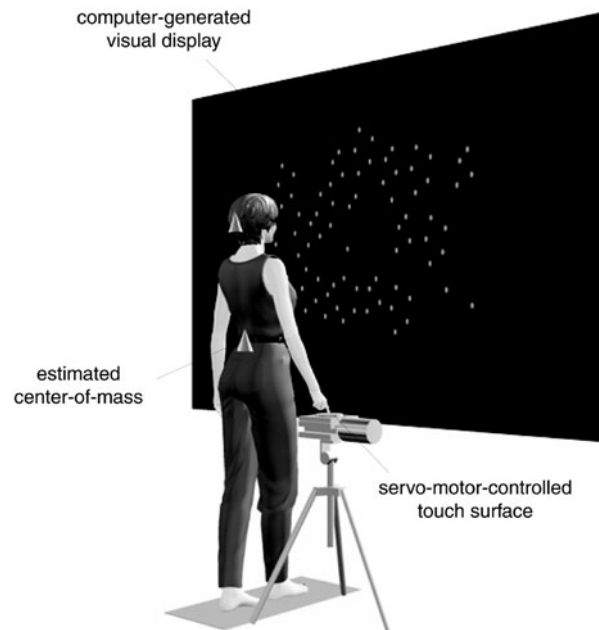 computer-generated
visual display
estimated
center-of-mass
servo-motor-controlled
touch surface